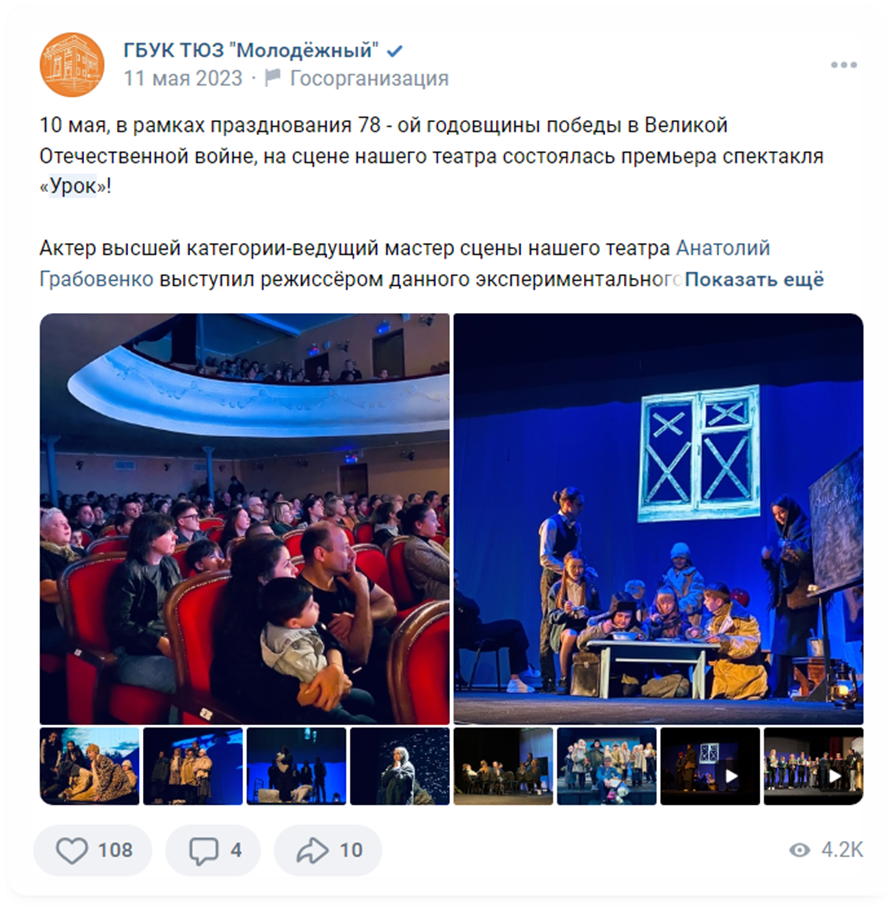 ГБУК ТЮЗ "Молодёжный"
11 мая 2023 · Госорганизация
10 мая, в рамках празднования 78 - ой годовщины победы в Великой
Отечественной войне, на сцене нашего театра состоялась премьера спектакля
«Урок»!
Актер высшей категории-ведущий мастер сцены нашего театра Анатолий
Грабовенко выступил режиссёром данного экспериментального Показать ещё
108 4 10 4.2K